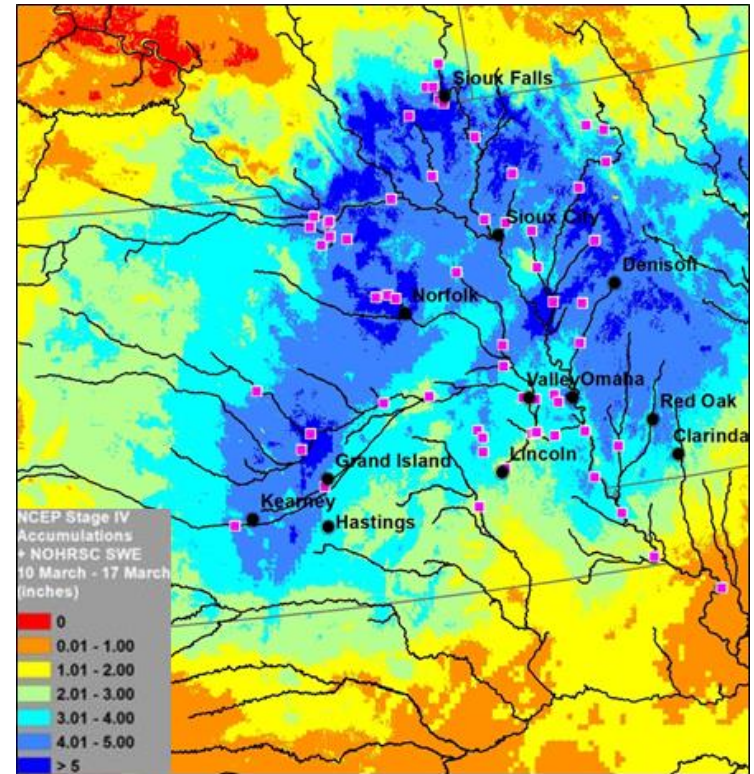 Sioux Falls
Sioux City
Denison
Norfolk
Valley Omaha
Red Oak
Clarinda
Lincoln
Grand Island
Kearney
Hastings
NCEP Stage IV
Accumulations
+ NOHRSC SWE
10 March - 17 March
(inches)
0
0.01 - 1.00
1.01 - 2.00
2.01 - 3.00
3.01 - 4.00
4.01 - 5.00
> 5